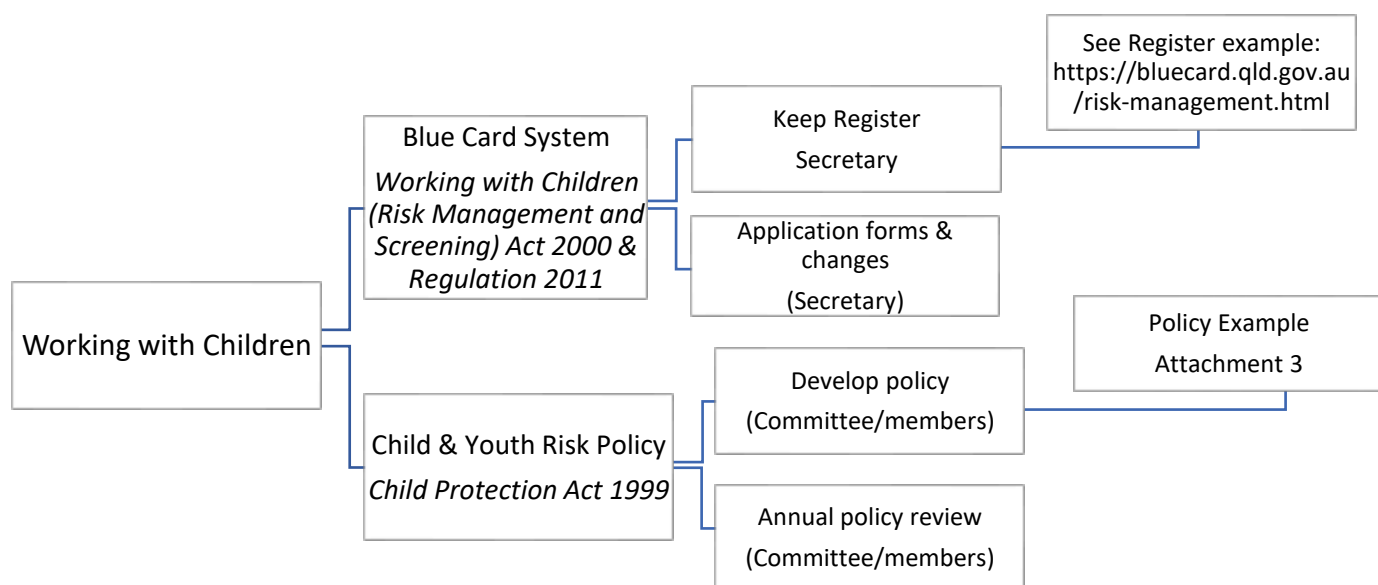 Working with Children
Blue Card System
Working with Children
(Risk Management and
Screening) Act 2000 &
Regulation 2011
Keep Register
Secretary
See Register example:
https://bluecard.qld.gov.au
/risk-management.html
Application forms &
changes
(Secretary)
Child & Youth Risk Policy
Child Protection Act 1999
Develop policy
(Committee/members)
Policy Example
Attachment 3
Annual policy review
(Committee/members)